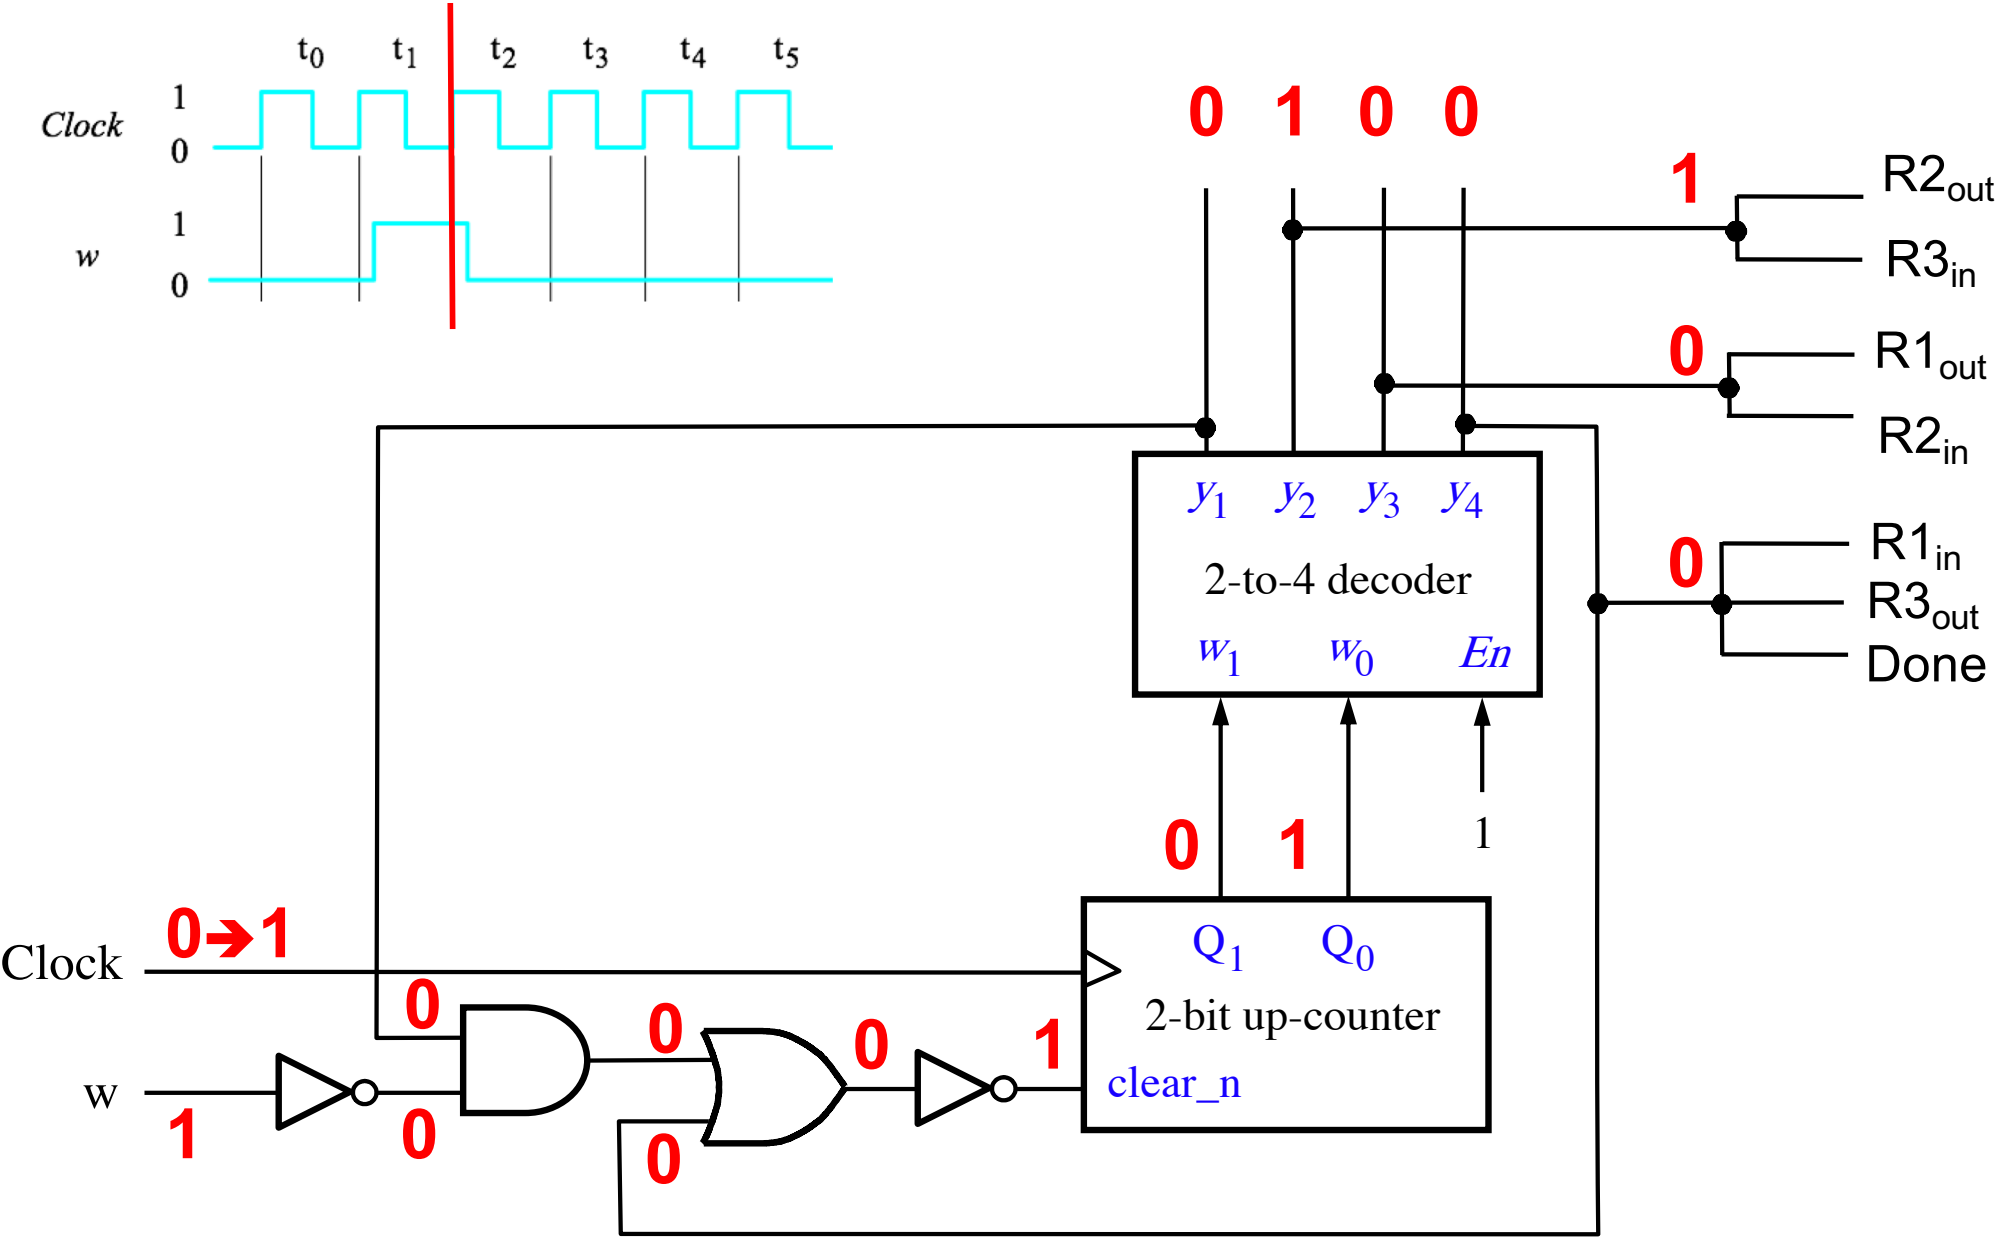 t0 t1 t2 t3 t4 t5
1
Clock
0
1
w
0
0 1 0 0
1
R2out
R3in
0
R1out
R2in
y1 y2 y3 y4
2-to-4 decoder
w1 w0 En
0
R1in
R3out
Done
0 1
1
Clock
0➔1
Q1 Q0
2-bit up-counter
clear_n
0
0
0
1
w
1
0
0